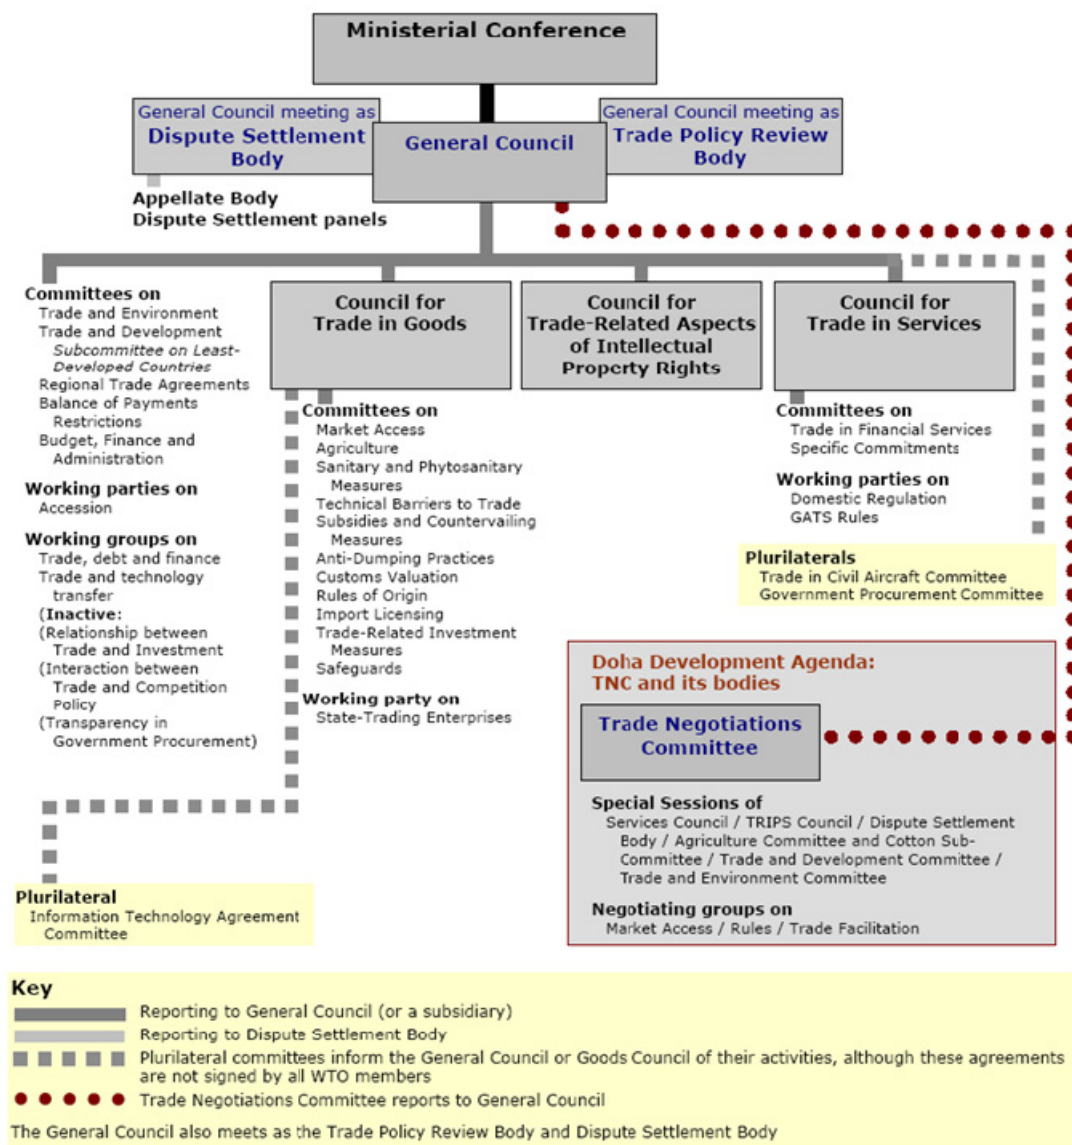 Ministerial Conference
General Council meeting as
Dispute Settlement
Body
General Council
General Council meeting as
Trade Policy Review
Body
Appellate Body
Dispute Settlement panels
Committees on
Trade and Environment
Trade and Development
Subcommittee on Least-
Developed Countries
Regional Trade Agreements
Balance of Payments
Restrictions
Budget, Finance and
Administration
Working parties on
Accession
Working groups on
Trade, debt and finance
Trade and technology
transfer
(Inactive:
(Relationship between
Trade and Investment
(Interaction between
Trade and Competition
Policy
(Transparency in
Government Procurement)
Council for
Trade in Goods
Committees on
Market Access
Agriculture
Sanitary and Phytosanitary
Measures
Technical Barriers to Trade
Subsidies and Countervailing
Measures
Anti-Dumping Practices
Customs Valuation
Rules of Origin
Import Licensing
Trade-Related Investment
Measures
Safeguards
Working party on
State-Trading Enterprises
Council for
Trade-Related Aspects
of Intellectual
Property Rights
Council for
Trade in Services
Committees on
Trade in Financial Services
Specific Commitments
Working parties on
Domestic Regulation
GATS Rules
Plurilaterals
Trade in Civil Aircraft Committee
Government Procurement Committee
Doha Development Agenda:
TNC and its bodies
Trade Negotiations
Committee
Special Sessions of
Services Council / TRIPS Council / Dispute Settlement
Body / Agriculture Committee and Cotton Sub-
Committee / Trade and Development Committee /
Trade and Environment Committee
Negotiating groups on
Market Access / Rules / Trade Facilitation
Plurilateral
Information Technology Agreement
Committee
Key
Reporting to General Council (or a subsidiary)
Reporting to Dispute Settlement Body
Plurilateral committees inform the General Council or Goods Council of their activities, although these agreements
are not signed by all WTO members
Trade Negotiations Committee reports to General Council
The General Council also meets as the Trade Policy Review Body and Dispute Settlement Body